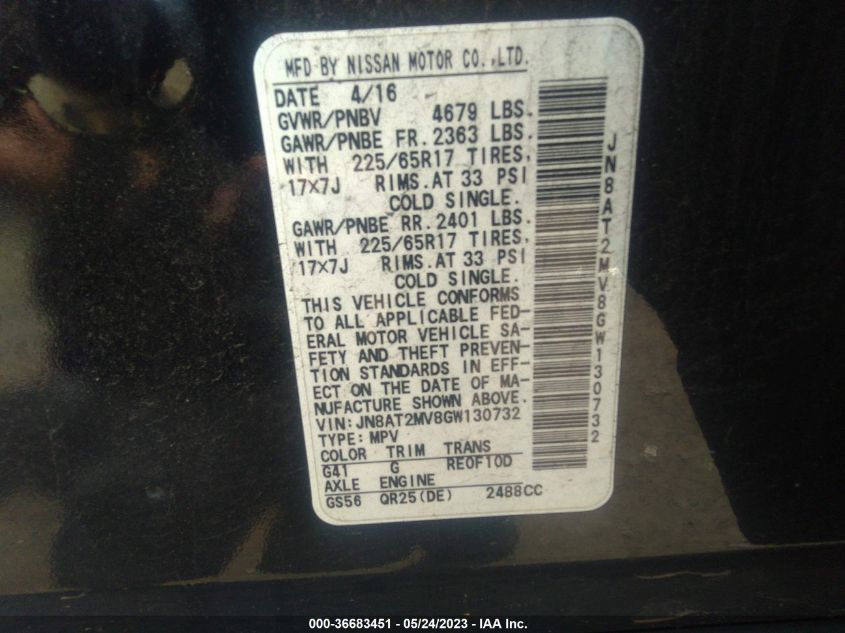 MFD BY NISSAN MOTOR CO.,LTD.
DATE 4/16
GVWR/PNBV 4679 LBS.
GAWR/PNBE FR. 2363 LBS.
WITH 225/65R17 TIRES,
17×7J RIMS. AT 33 PSI
COLD SINGLE.
GAWR/PNBE RR. 2401 LBS.
WITH 225/65R17 TIRES,
17×7J RIMS. AT 33 PSI
COLD SINGLE.
THIS VEHICLE CONFORMS
TO ALL APPLICABLE FED-
ERAL MOTOR VEHICLE SA-
FETY AND THEFT PREVEN-
TION STANDARDS IN EFF-
ECT ON THE DATE OF MA-
NUFACTURE SHOWN ABOVE.
VIN: JN8AT2MV8GW130732
TYPE: MPV
COLOR TRIM TRANS
G41 G RE0F10D
AXLE ENGINE
GS56 QR25(DE) 2488CC
JN8AT2MV8GW130732
000-36683451 - 05/24/2023 - IAA Inc.